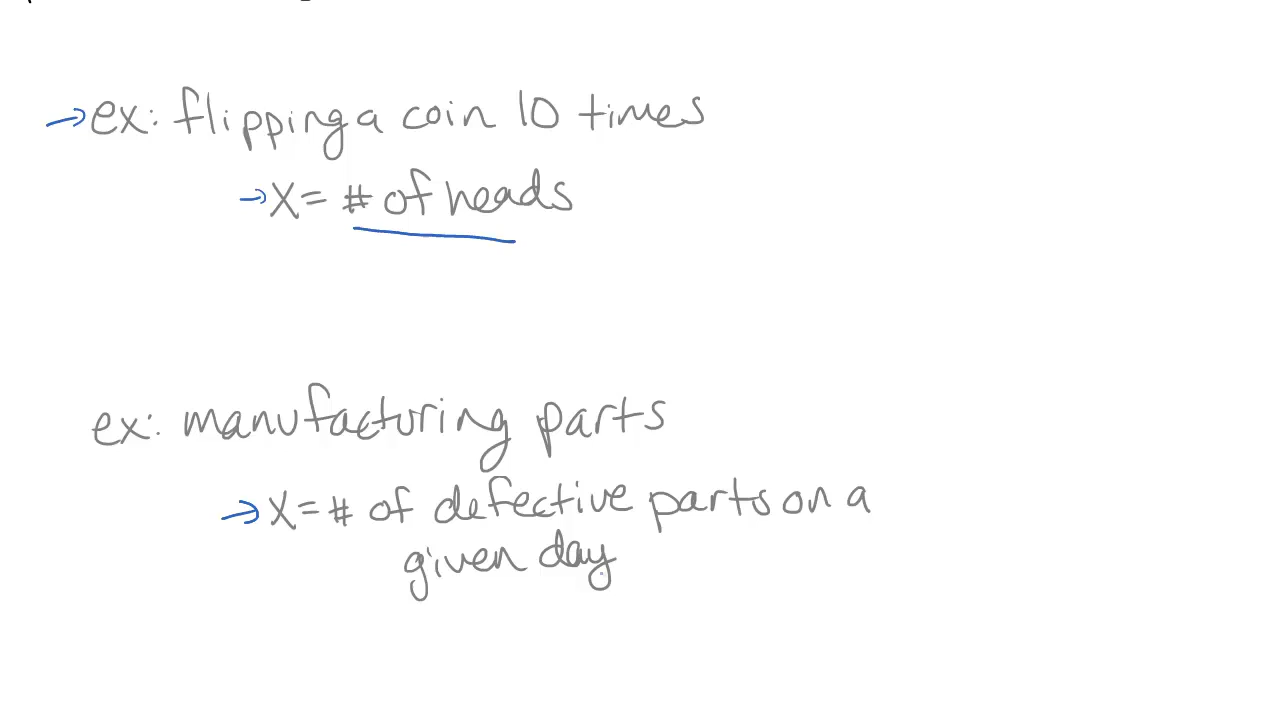 →ex: flipping a coin 10 times
→X = # of heads
ex: manufacturing parts
→X = # of defective parts on a
given day